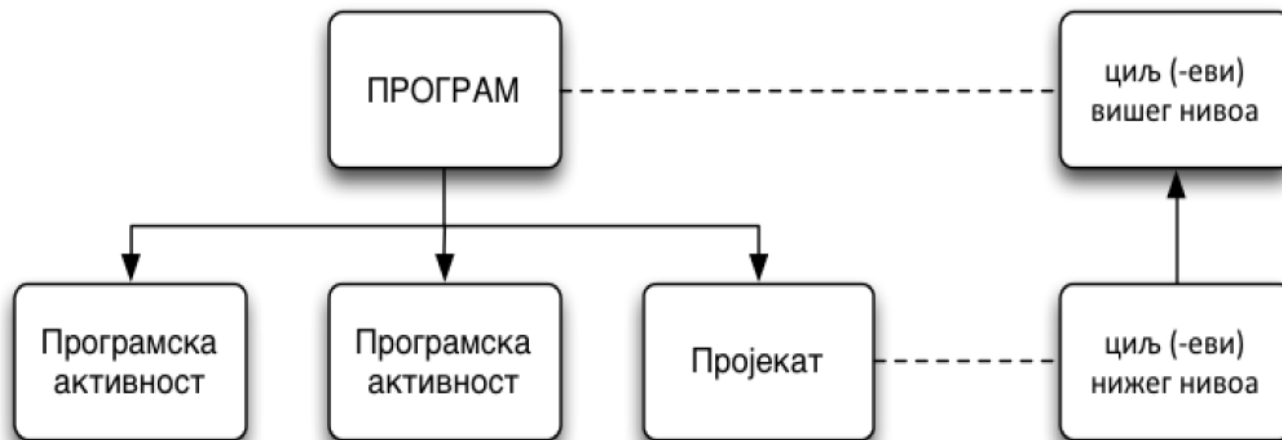 ПРОГРАМ
циљ (-еви)
вишег нивоа
Програмска
активност
Програмска
активност
Пројекат
циљ (-еви)
нижег нивоа